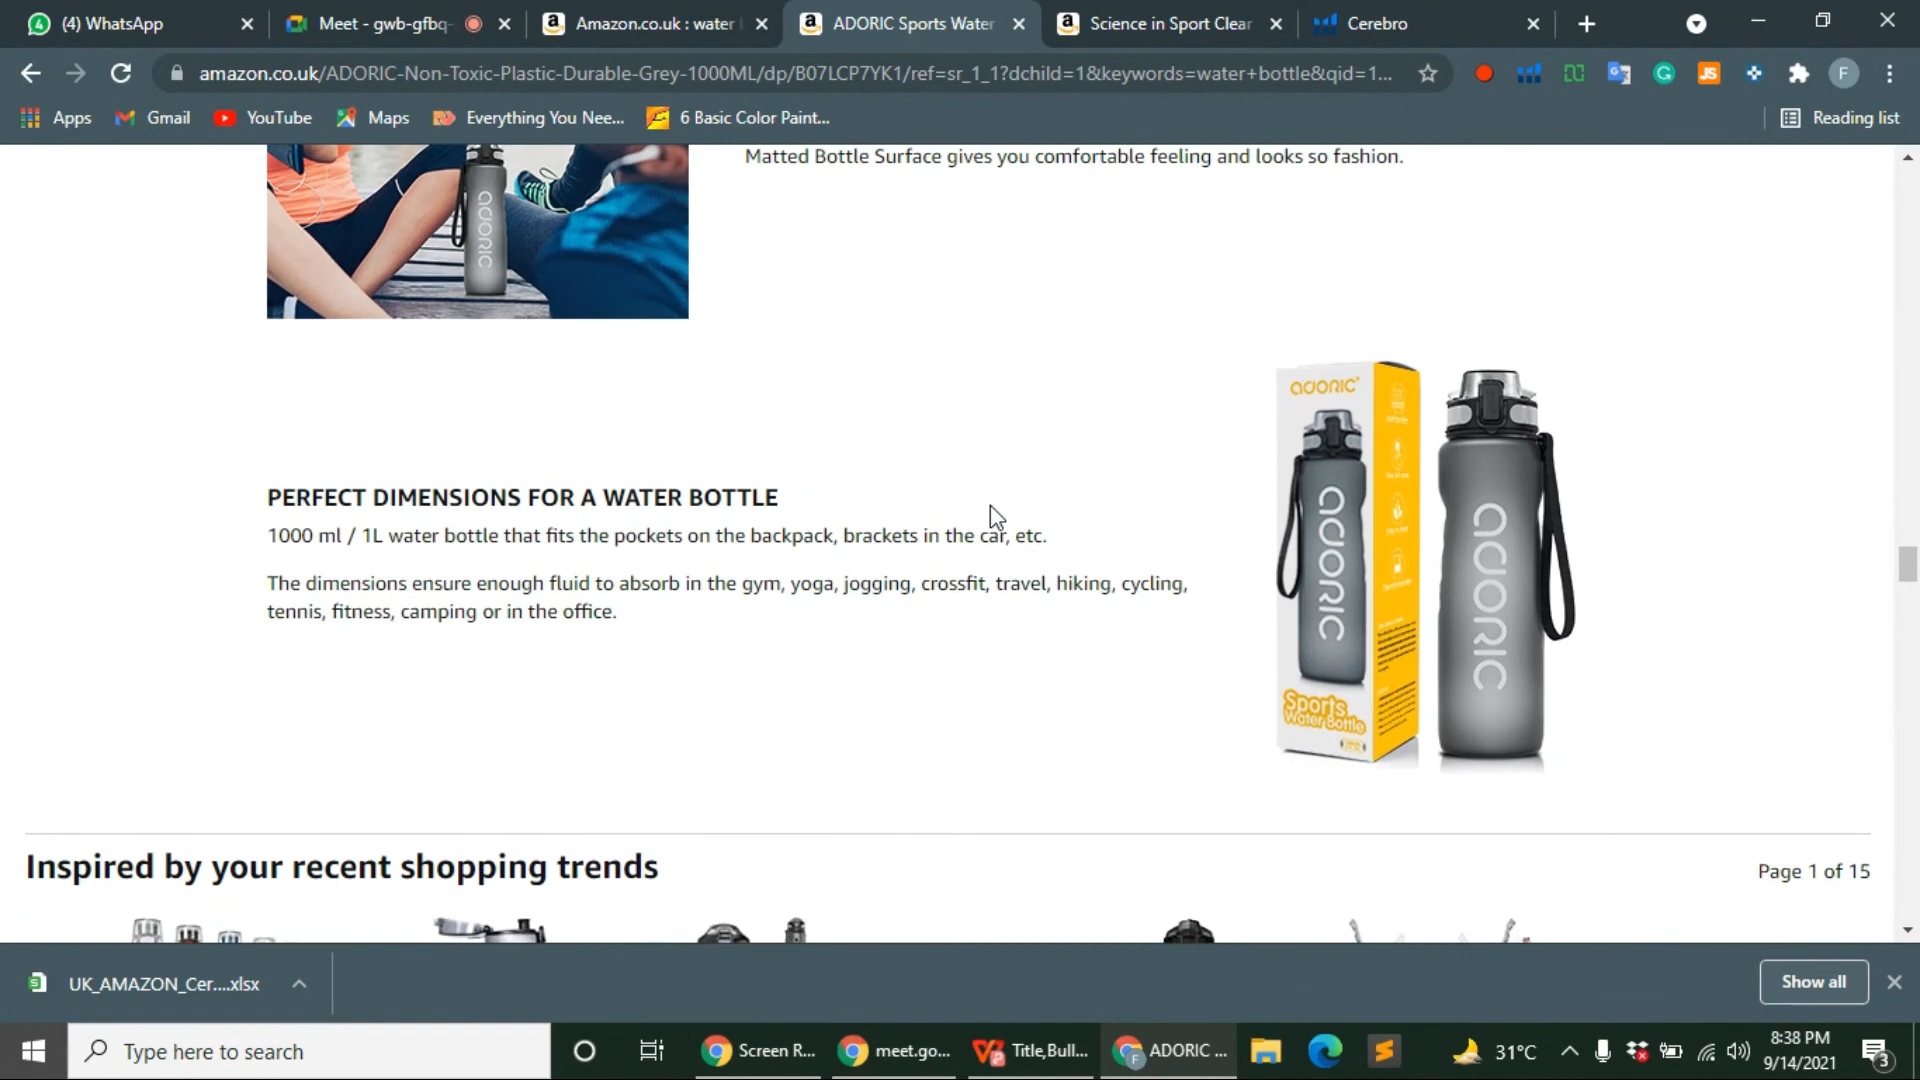 (4) WhatsApp
Meet - gwb-gfbq-
Amazon.co.uk : water
ADORIC Sports Water
Science in Sport Clear
Cerebro
amazon.co.uk/ADORIC-Non-Toxic-Plastic-Durable-Grey-1000ML/dp/B07LCP7YK1/ref=sr_1_1?dchild=1&keywords=water+bottle&qid=1...
F
Apps
Gmail
YouTube
Maps
Everything You Nee...
6 Basic Color Paint...
Reading list
Matted Bottle Surface gives you comfortable feeling and looks so fashion.
ADORIC
PERFECT DIMENSIONS FOR A WATER BOTTLE
1000 ml / 1L water bottle that fits the pockets on the backpack, brackets in the car, etc.
The dimensions ensure enough fluid to absorb in the gym, yoga, jogging, crossfit, travel, hiking, cycling,
tennis, fitness, camping or in the office.
ADORIC
ADORIC
Sports
Water Bottle
ADORIC
Inspired by your recent shopping trends
Page 1 of 15
UK_AMAZON_Cer....xlsx
Show all
Type here to search
Screen R...
meet.go...
Title,Bull...
ADORIC ...
31°C
8:38 PM
9/14/2021
3